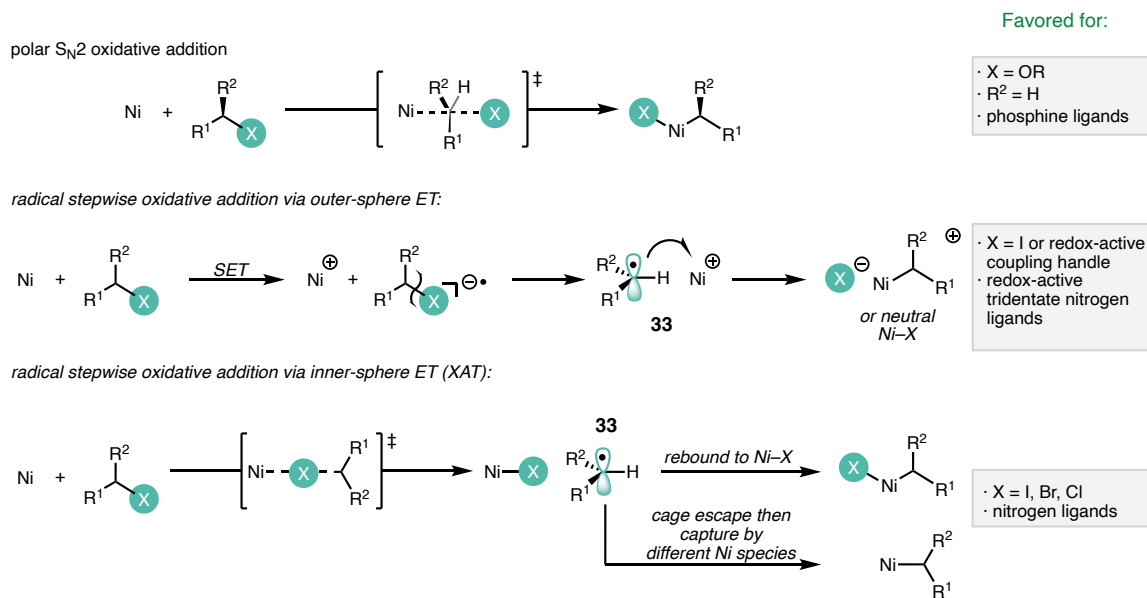 Favored for:
polar SN2 oxidative addition
Ni + R1 R2 X
Ni R2 H R1 X ‡
X Ni R2 R1
· X = OR
· R2 = H
· phosphine ligands
radical stepwise oxidative addition via outer-sphere ET:
Ni + R1 R2 X
SET
Ni ⊕ + R1 R2 X ⊖ •
R2 R1 H Ni ⊕
33
X ⊖ Ni R2 R1 ⊕
or neutral
Ni–X
· X = I or redox-active
coupling handle
· redox-active
tridentate nitrogen
ligands
radical stepwise oxidative addition via inner-sphere ET (XAT):
Ni + R1 R2 X
Ni X R1 R2 ‡
Ni X
33
R2 R1 H
rebound to Ni–X
X Ni R2 R1
cage escape then
capture by
different Ni species
Ni R2 R1
· X = I, Br, Cl
· nitrogen ligands